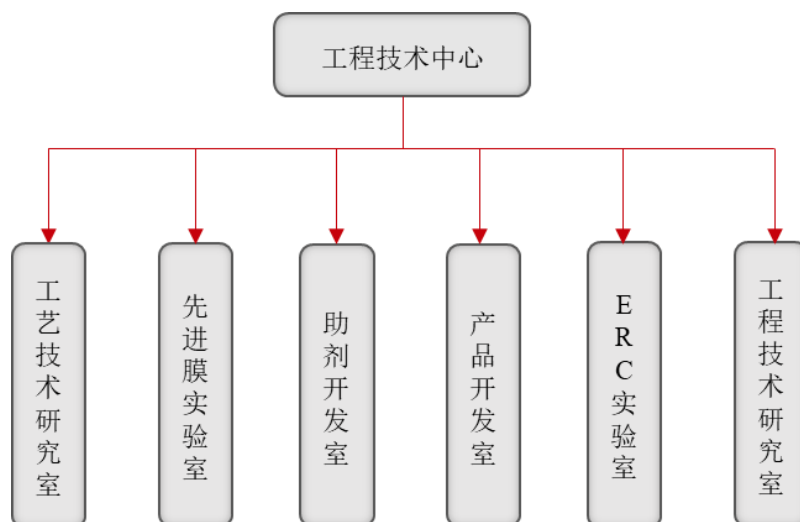 工程技术中心
工艺技术研究室
先进膜实验室
助剂开发室
产品开发室
ERC实验室
工程技术研究室